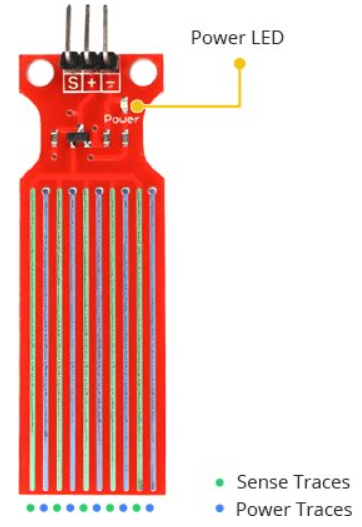 Power LED
S + -
Power
Sense Traces
Power Traces